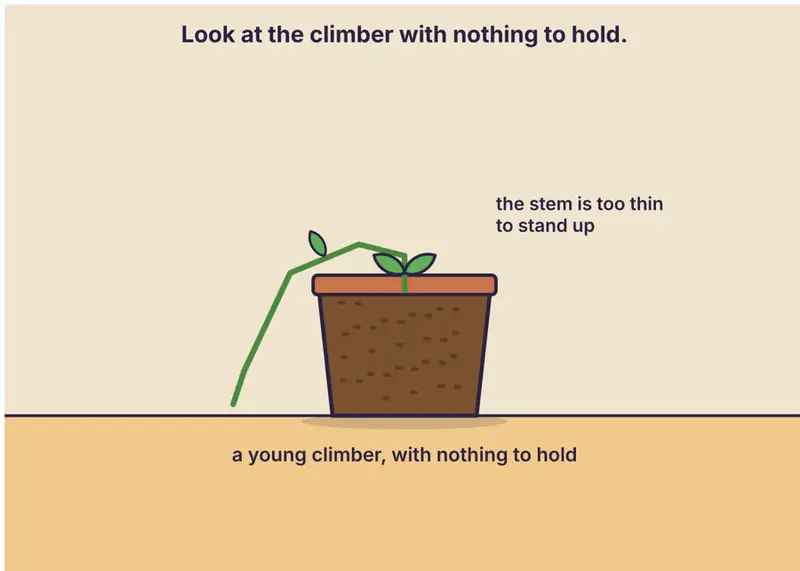 Look at the climber with nothing to hold.
the stem is too thin
to stand up
a young climber, with nothing to hold